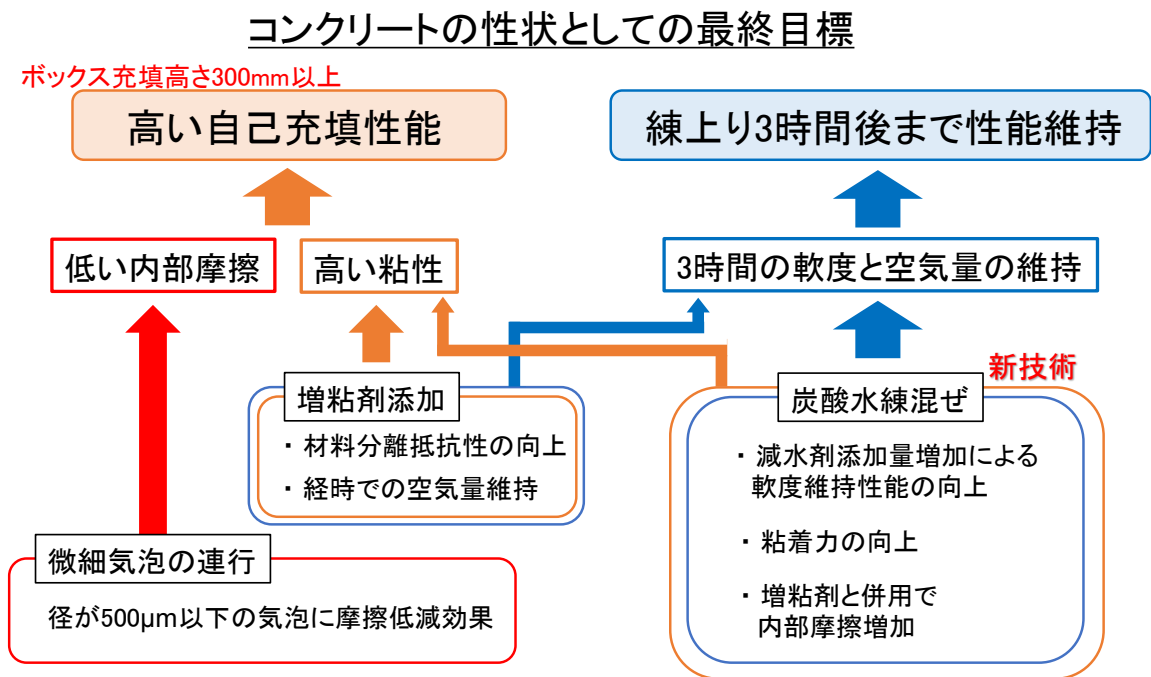 コンクリートの性状としての最終目標
ボックス充填高さ300mm以上
高い自己充填性能
練上り3時間後まで性能維持
低い内部摩擦
高い粘性
3時間の軟度と空気量の維持
新技術
増粘剤添加
・材料分離抵抗性の向上
・経時での空気量維持
炭酸水練混ぜ
・減水剤添加量増加による
軟度維持性能の向上
・粘着力の向上
・増粘剤と併用で
内部摩擦増加
微細気泡の連行
径が500μm以下の気泡に摩擦低減効果